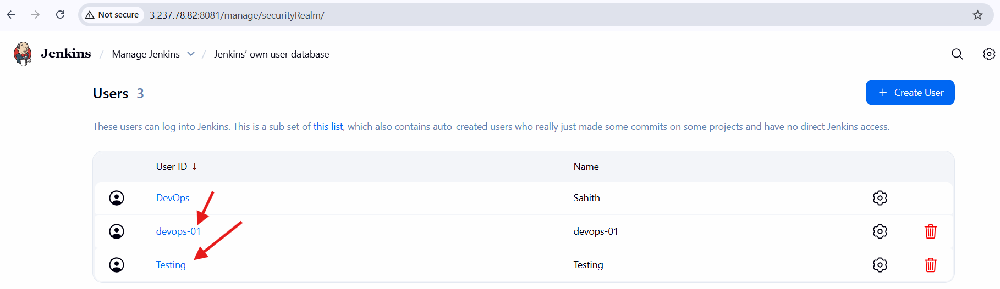 Not secure 3.237.78.82:8081/manage/securityRealm/
Jenkins / Manage Jenkins / Jenkins’ own user database
Users 3
+ Create User
These users can log into Jenkins. This is a sub set of this list, which also contains auto-created users who really just made some commits on some projects and have no direct Jenkins access.
User ID ↓ Name
DevOps Sahith
devops-01 devops-01
Testing Testing